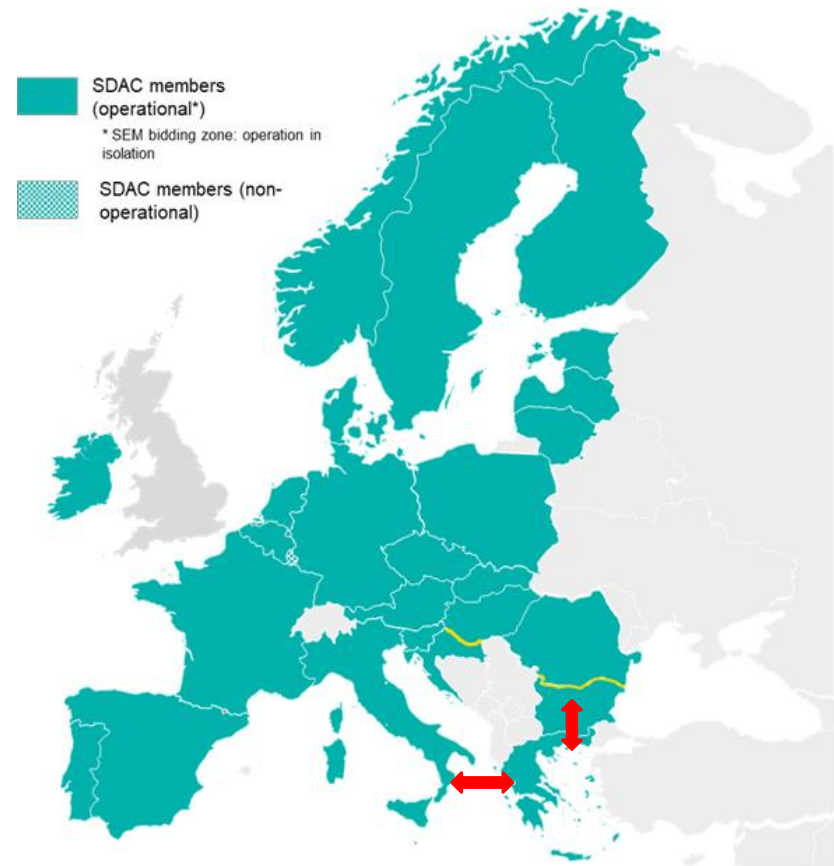 SDAC members
(operational*)
* SEM bidding zone: operation in
isolation
SDAC members (non-
operational)